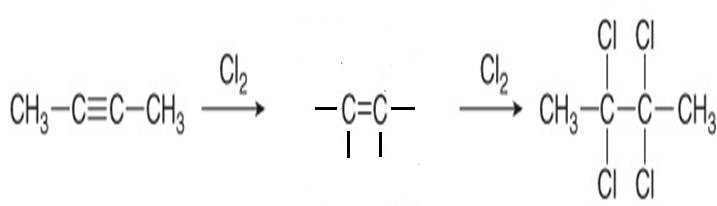 Cl Cl
Cl₂ Cl₂
CH₃–C≡C–CH₃ –C=C– CH₃–C–C–CH₃
Cl Cl